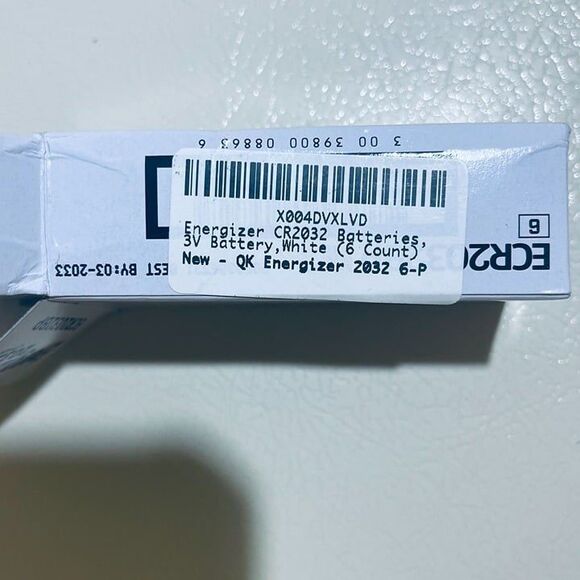 3 00 39800 08863 6
X004DVXLVD
Energizer CR2032 Batteries,
3V Battery,White (6 Count)
New - QK Energizer 2032 6-P
6
ECR203
EST BY:03-2033